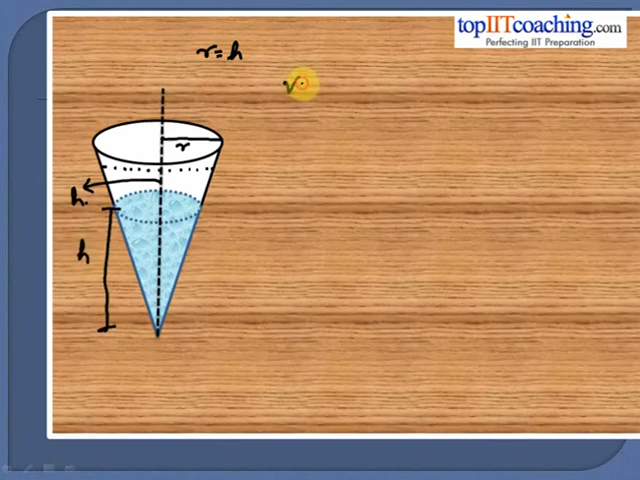 topIITcoaching.com
Perfecting IIT Preparation
r = h
V
r
h.
h